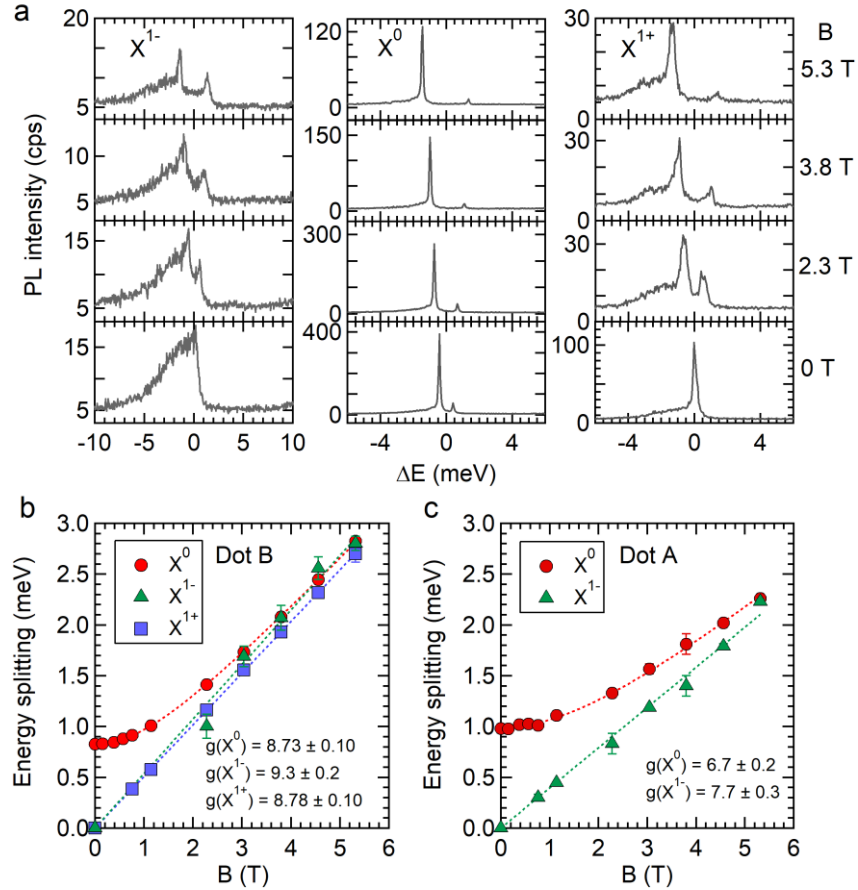 a
X1- X0 X1+ B
PL intensity (cps)
20
5
10
5
15
5
15
5
-10 -5 0 5 10
120
0
150
0
300
0
400
0
-4 0 4
30
0
30
0
30
0
100
0
-4 0 4
5.3 T
3.8 T
2.3 T
0 T
ΔE (meV)
b
Dot B
X0
X1-
X1+
Energy splitting (meV)
3.0
2.5
2.0
1.5
1.0
0.5
0.0
g(X0) = 8.73 ± 0.10
g(X1-) = 9.3 ± 0.2
g(X1+) = 8.78 ± 0.10
0 1 2 3 4 5 6
B (T)
c
Dot A
X0
X1-
Energy splitting (meV)
3.0
2.5
2.0
1.5
1.0
0.5
0.0
g(X0) = 6.7 ± 0.2
g(X1-) = 7.7 ± 0.3
0 1 2 3 4 5 6
B (T)